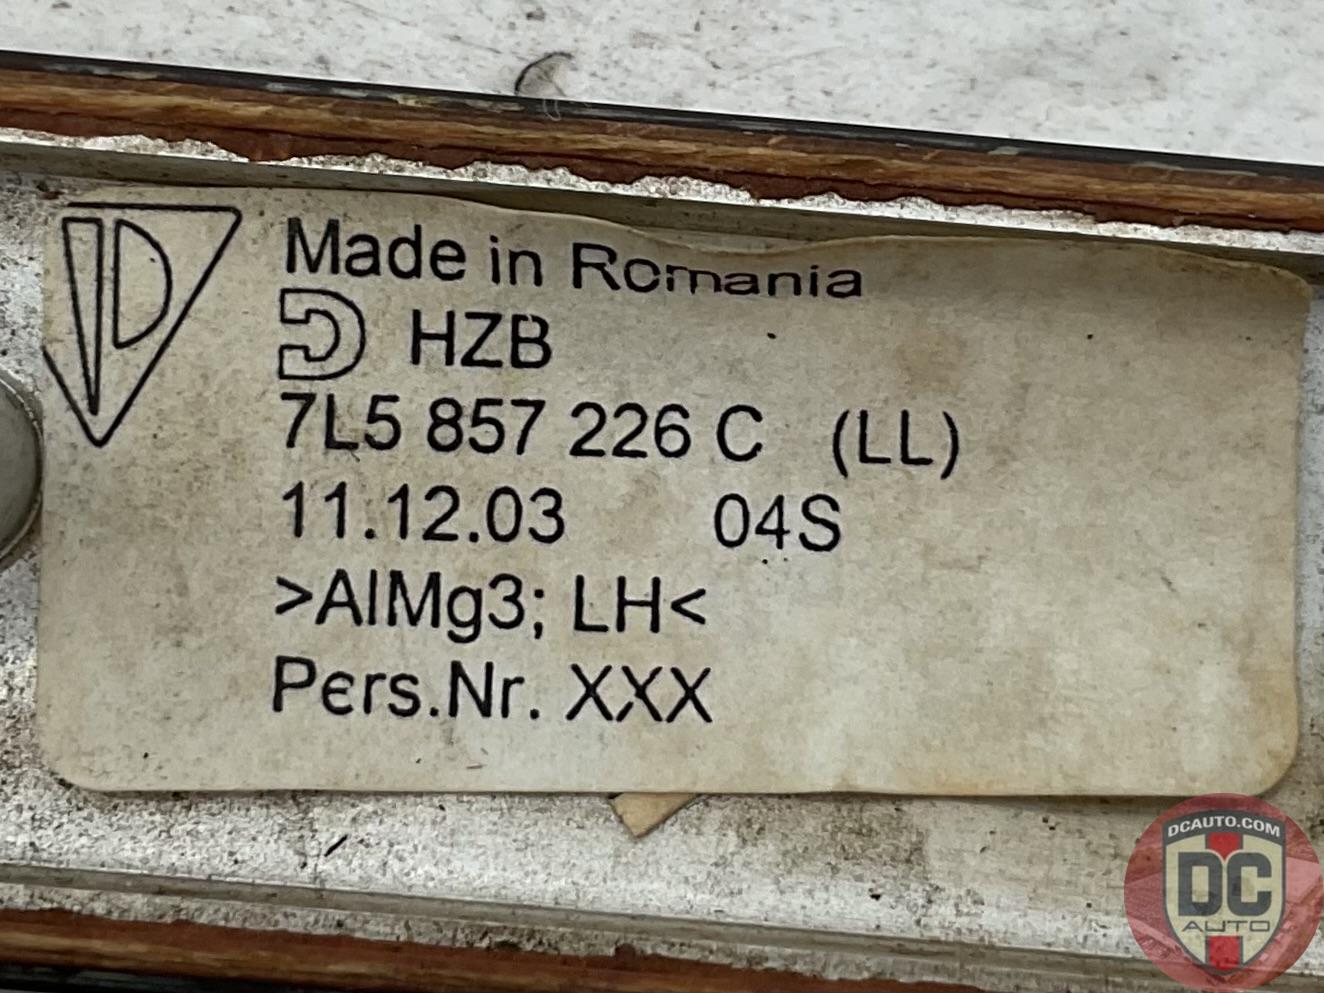 Made in Romania
HZB
7L5 857 226 C (LL)
11.12.03 04S
>AlMg3; LH<
Pers.Nr. XXX
DCAUTO.COM
DC
AUTO